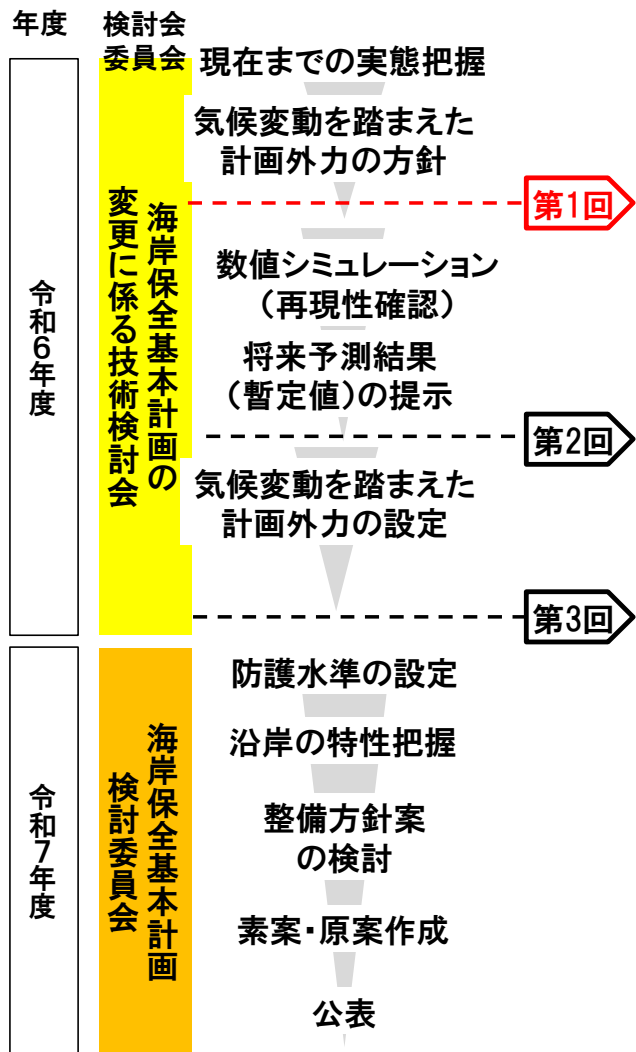 年度
検討会
委員会
令和6年度
海岸保全基本計画の
変更に係る技術検討会
現在までの実態把握
気候変動を踏まえた
計画外力の方針
第1回
数値シミュレーション
(再現性確認)
将来予測結果
(暫定値)の提示
第2回
気候変動を踏まえた
計画外力の設定
第3回
令和7年度
海岸保全基本計画
検討委員会
防護水準の設定
沿岸の特性把握
整備方針案
の検討
素案・原案作成
公表